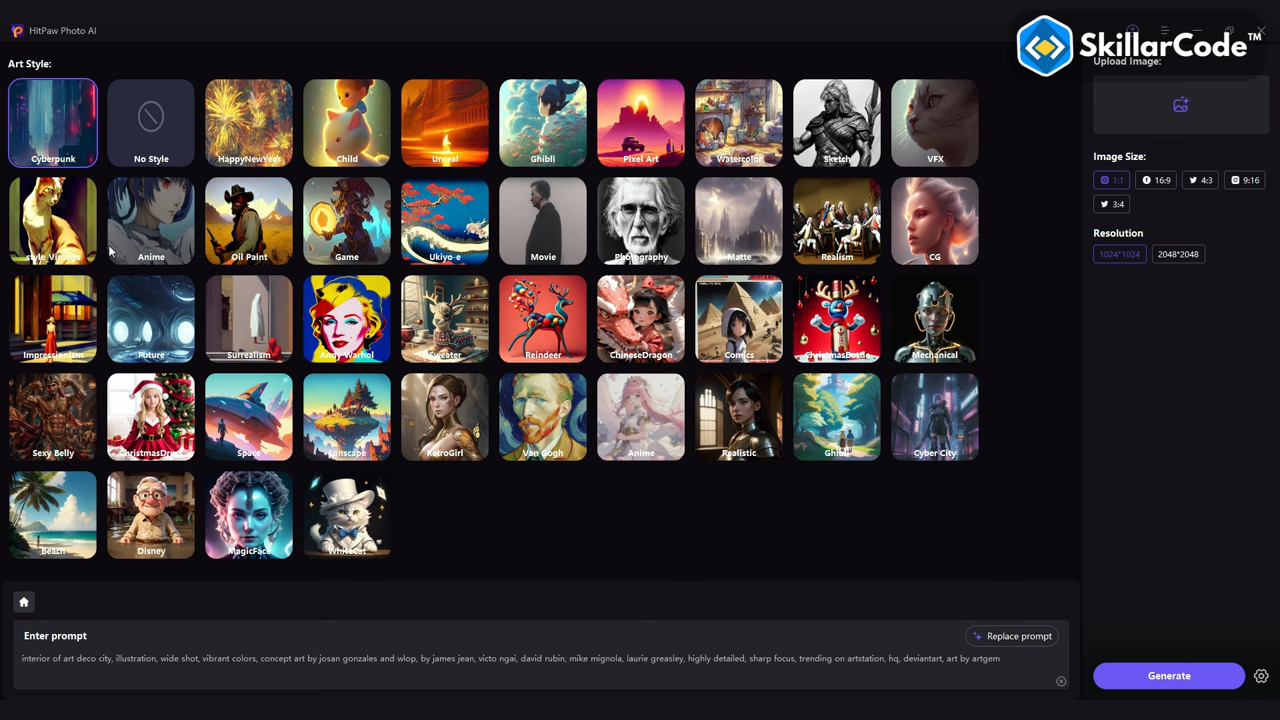 HitPaw Photo AI
SkillarCode™
Art Style:
Upload Image:
Cyberpunk
No Style
HappyNewYear
Child
Unreal
Ghibli
Pixel Art
Watercolor
Sketch
VFX
Image Size:
1:1
16:9
4:3
9:16
3:4
style Vintage
Anime
Oil Paint
Game
Ukiyo-e
Movie
Photography
Matte
Realism
CG
Resolution
1024*1024
2048*2048
Impressionism
Future
Surrealism
Andy Warhol
Sweater
Reindeer
ChineseDragon
Comics
ChristmasBottle
Mechanical
Sexy Belly
ChristmasDress
Space
Lanscape
RetroGirl
Van Gogh
Anime
Realistic
Ghibli
Cyber City
Beach
Disney
MagicFace
WhiteCat
Enter prompt
Replace prompt
interior of art deco city, illustration, wide shot, vibrant colors, concept art by josan gonzales and wlop, by james jean, victo ngai, david rubin, mike mignola, laurie greasley, highly detailed, sharp focus, trending on artstation, hq, deviantart, art by artgem
Generate